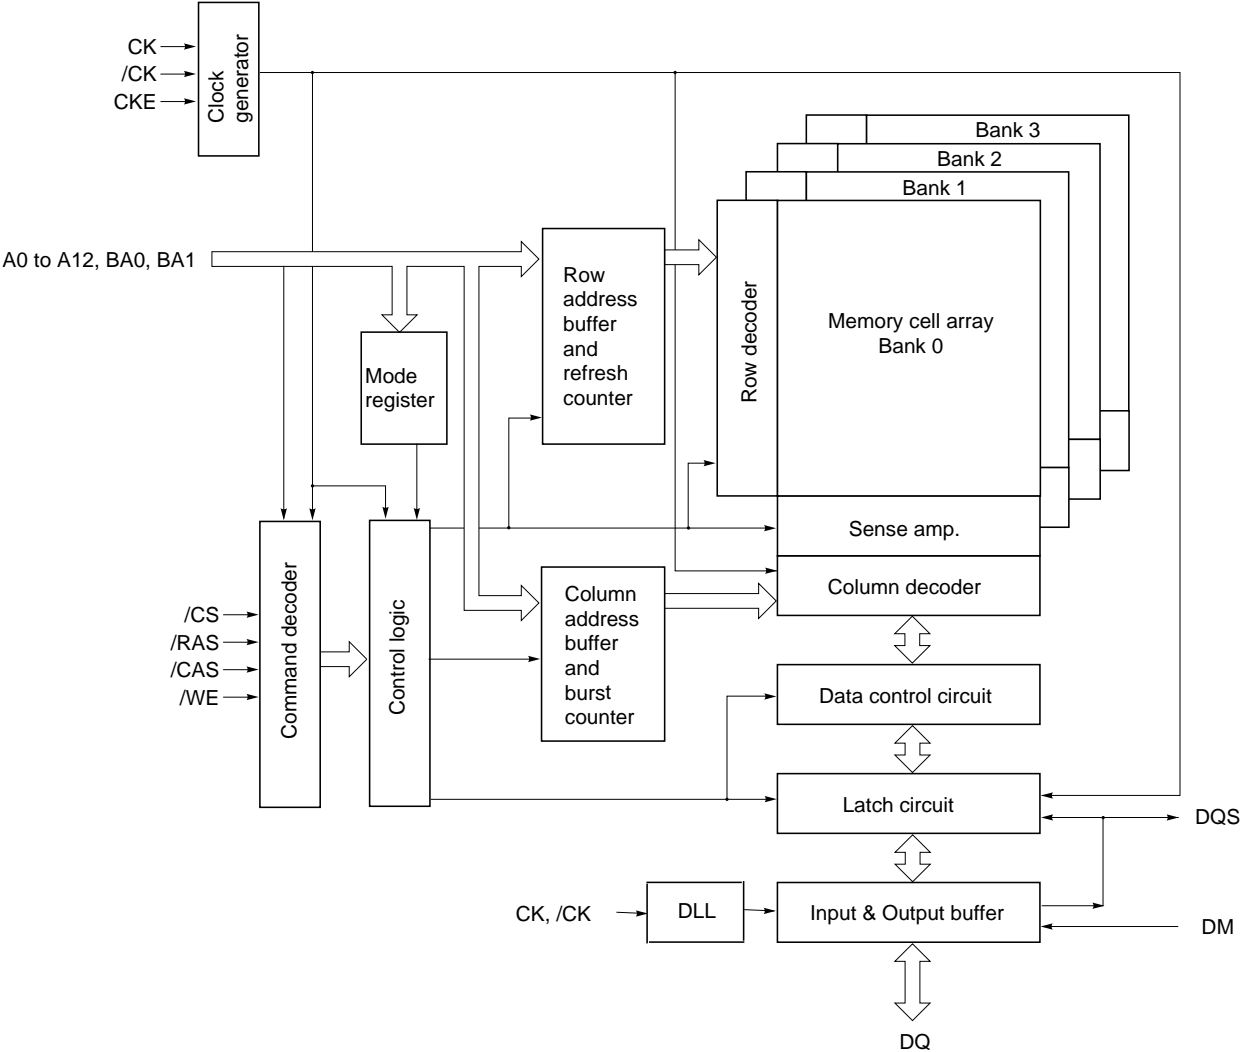 CK
/CK
CKE
Clock
generator
Bank 3
Bank 2
Bank 1
A0 to A12, BA0, BA1
Row
address
buffer
and
refresh
counter
Row decoder
Memory cell array
Bank 0
Mode
register
Sense amp.
Column decoder
Command decoder
Control logic
Column
address
buffer
and
burst
counter
/CS
/RAS
/CAS
/WE
Data control circuit
Latch circuit
DQS
CK, /CK
DLL
Input & Output buffer
DM
DQ